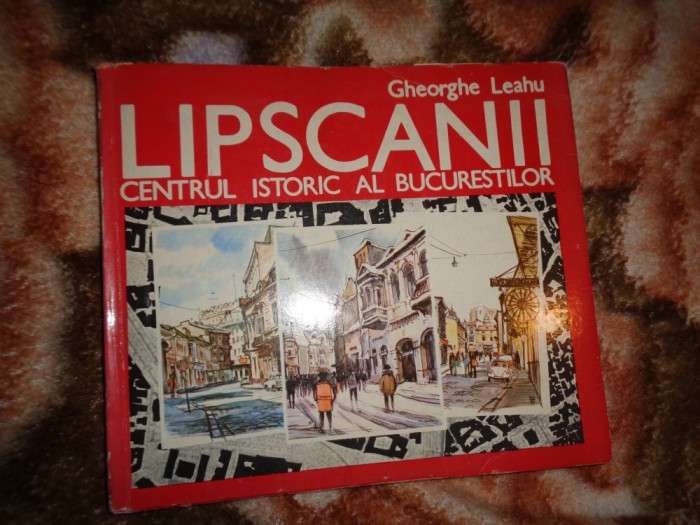 Gheorghe Leahu
LIPSCANII
CENTRUL ISTORIC AL BUCURESTILOR